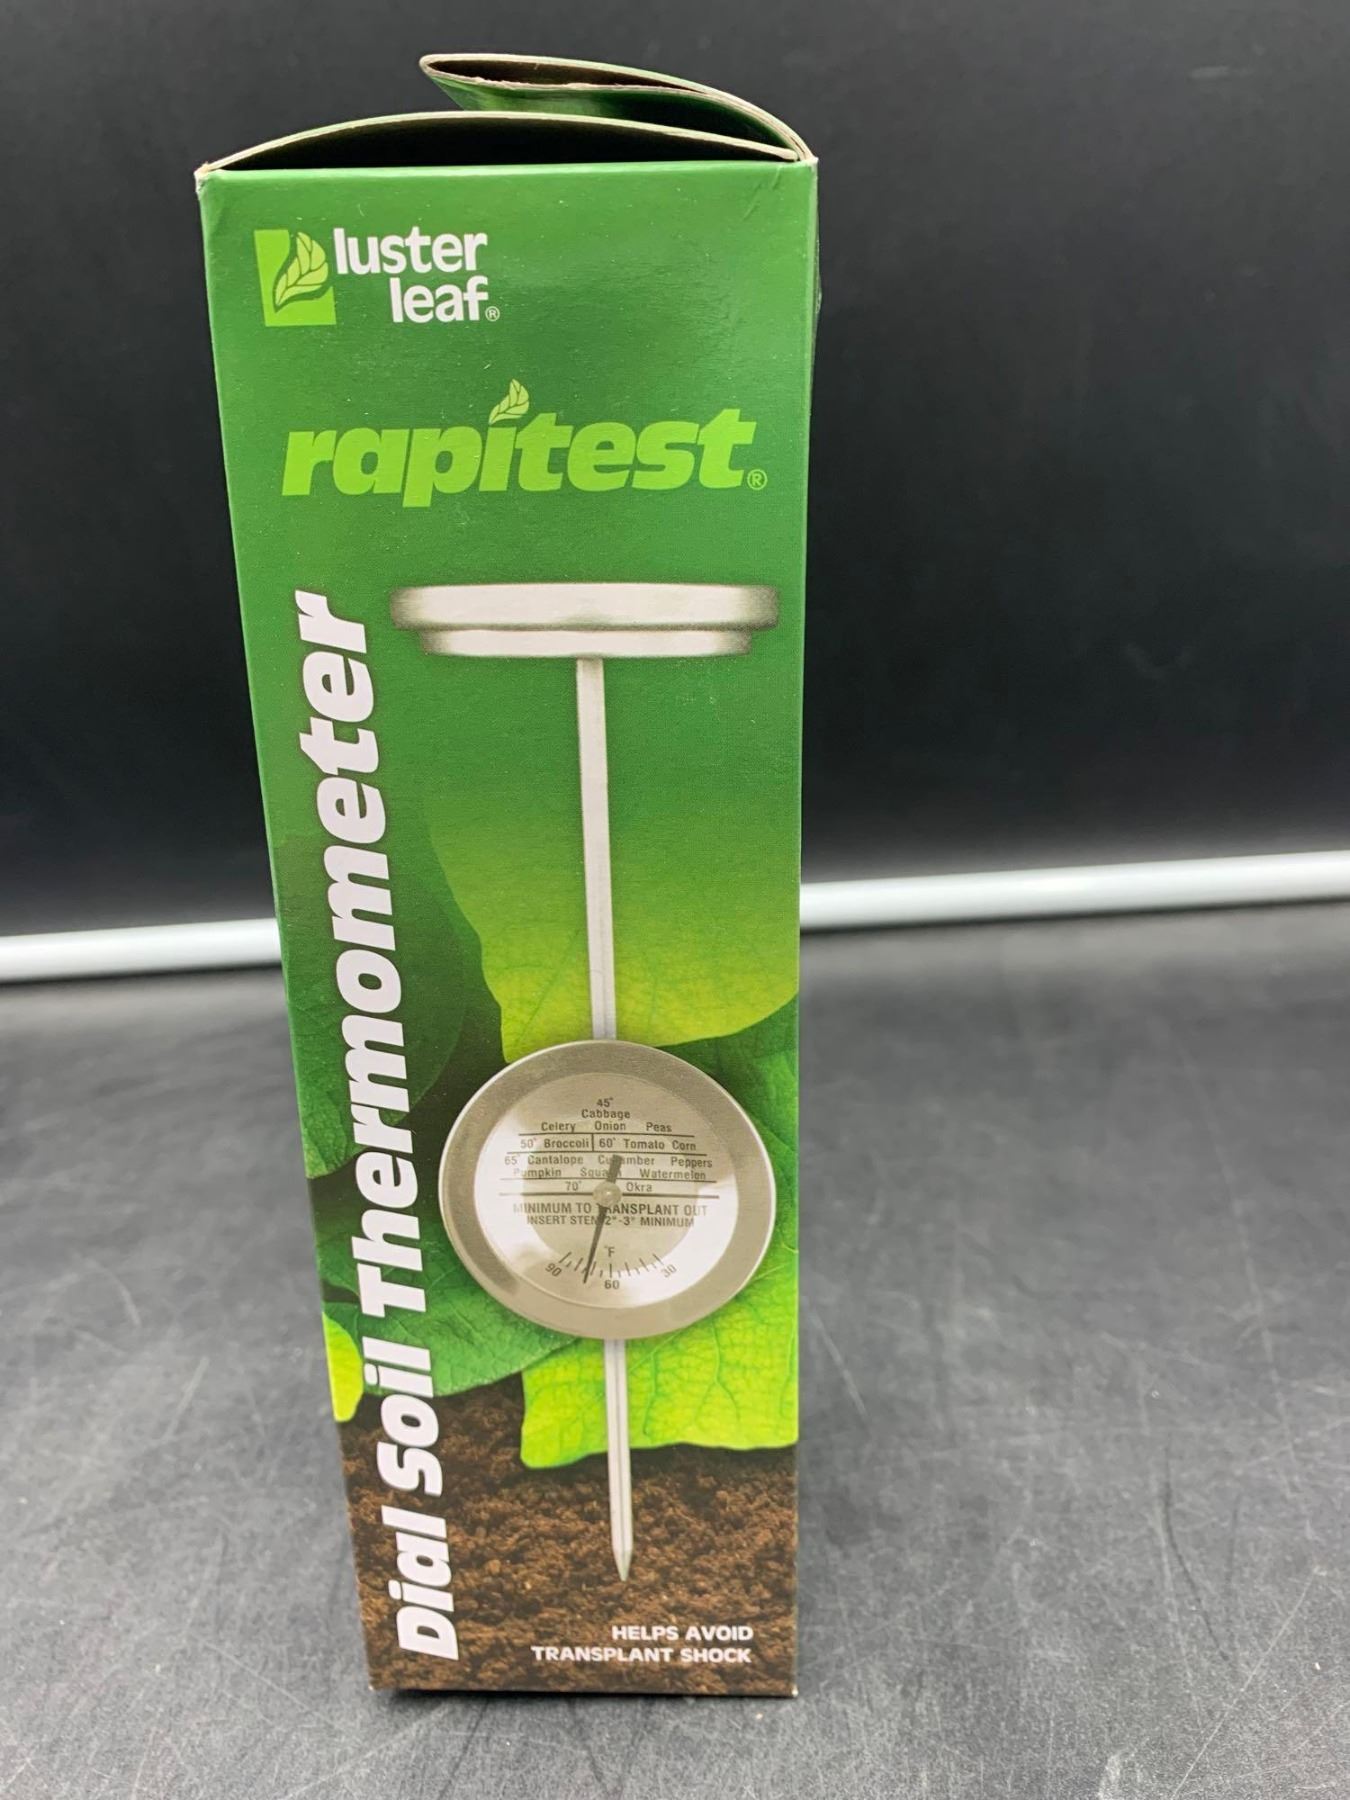 luster
leaf®
rapitest®
Dial Soil Thermometer
45°
Cabbage
Celery Onion Peas
50° Broccoli 60° Tomato Corn
65° Cantalope Cucumber Peppers
Pumpkin Squash Watermelon
70° Okra
MINIMUM TO TRANSPLANT OUT
INSERT STEM 2"-3" MINIMUM
°F
90 60 30
HELPS AVOID
TRANSPLANT SHOCK